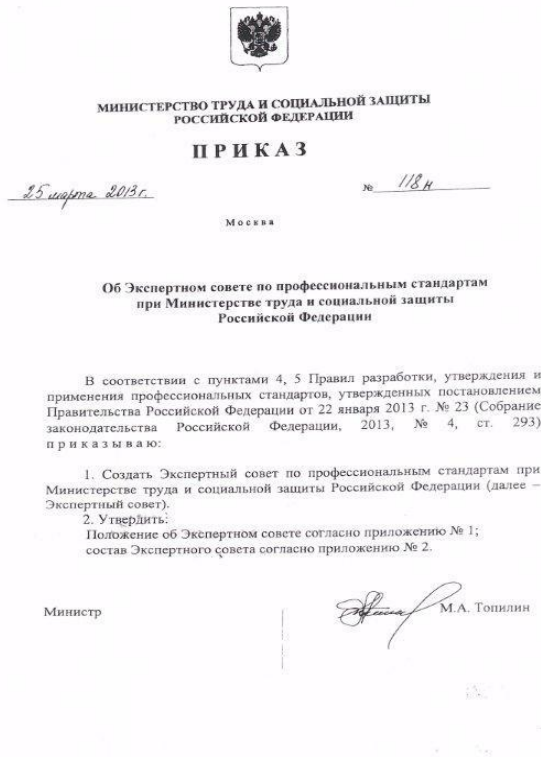 МИНИСТЕРСТВО ТРУДА И СОЦИАЛЬНОЙ ЗАЩИТЫ
РОССИЙСКОЙ ФЕДЕРАЦИИ
ПРИКАЗ
25 марта 2013 г.
№ 118н
Москва
Об Экспертном совете по профессиональным стандартам
при Министерстве труда и социальной защиты
Российской Федерации
В соответствии с пунктами 4, 5 Правил разработки, утверждения и
применения профессиональных стандартов, утвержденных постановлением
Правительства Российской Федерации от 22 января 2013 г. № 23 (Собрание
законодательства Российской Федерации, 2013, № 4, ст. 293)
приказываю:
1. Создать Экспертный совет по профессиональным стандартам при
Министерстве труда и социальной защиты Российской Федерации (далее –
Экспертный совет).
2. Утвердить:
Положение об Экспертном совете согласно приложению № 1;
состав Экспертного совета согласно приложению № 2.
Министр
М.А. Топилин